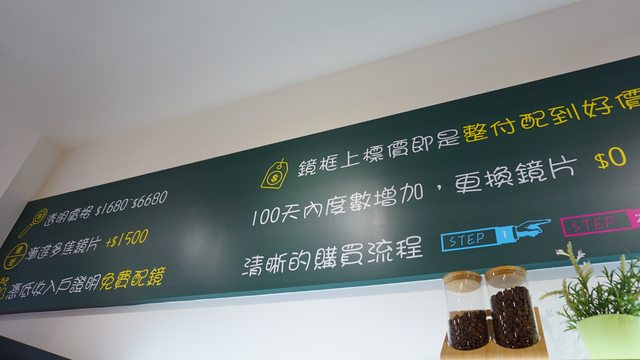 透明價格 $1680~$6680
漸進多焦鏡片 +$1500
憑低收入戶證明免費配鏡
鏡框上標價即是整付配到好價
100天內度數增加，更換鏡片 $0
清晰的購買流程
STEP 1
STEP 2